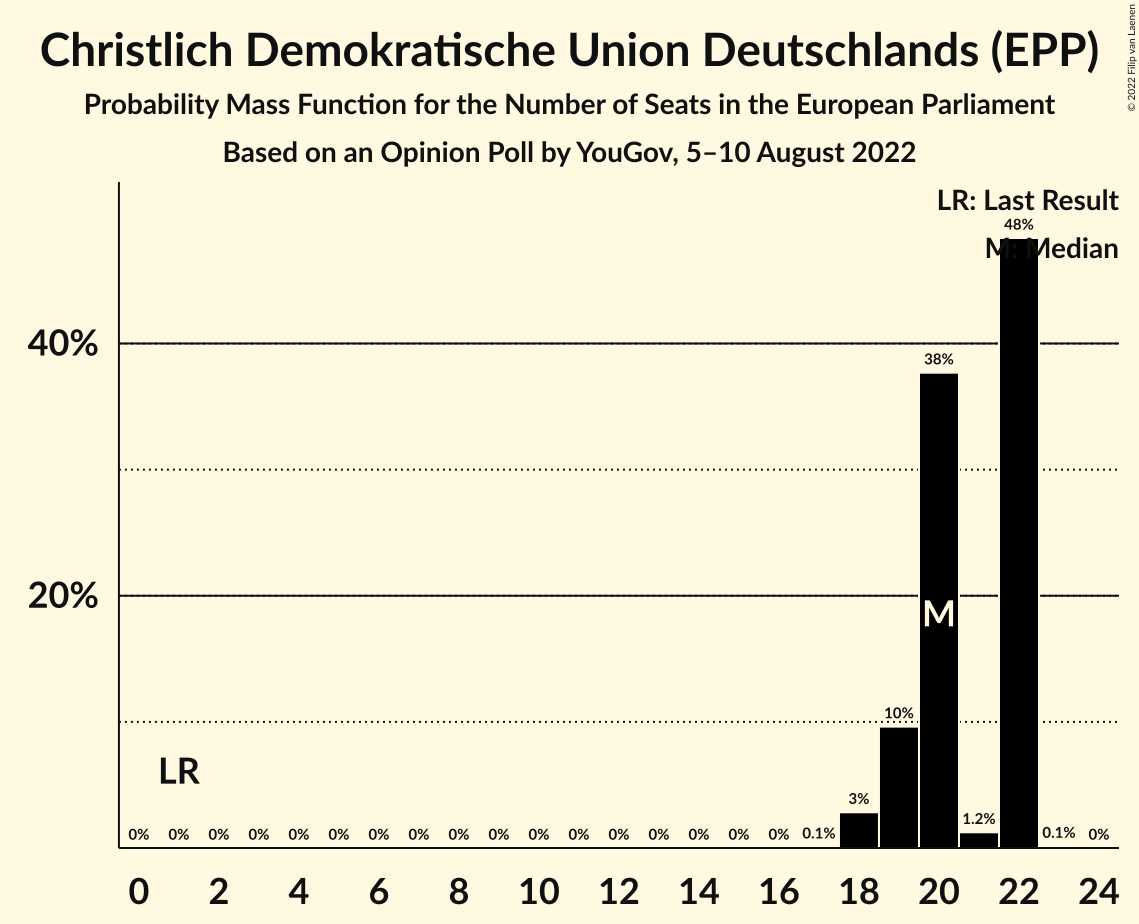 Christlich Demokratische Union Deutschlands (EPP)
Probability Mass Function for the Number of Seats in the European Parliament
Based on an Opinion Poll by YouGov, 5–10 August 2022
© 2022 Filip van Laenen
LR: Last Result
48%
M: Median
40%
38%
20%
M
10%
LR
3%
1.2%
0% 0% 0% 0% 0% 0% 0% 0% 0% 0% 0% 0% 0% 0% 0% 0% 0% 0.1% 0.1% 0%
0 2 4 6 8 10 12 14 16 18 20 22 24